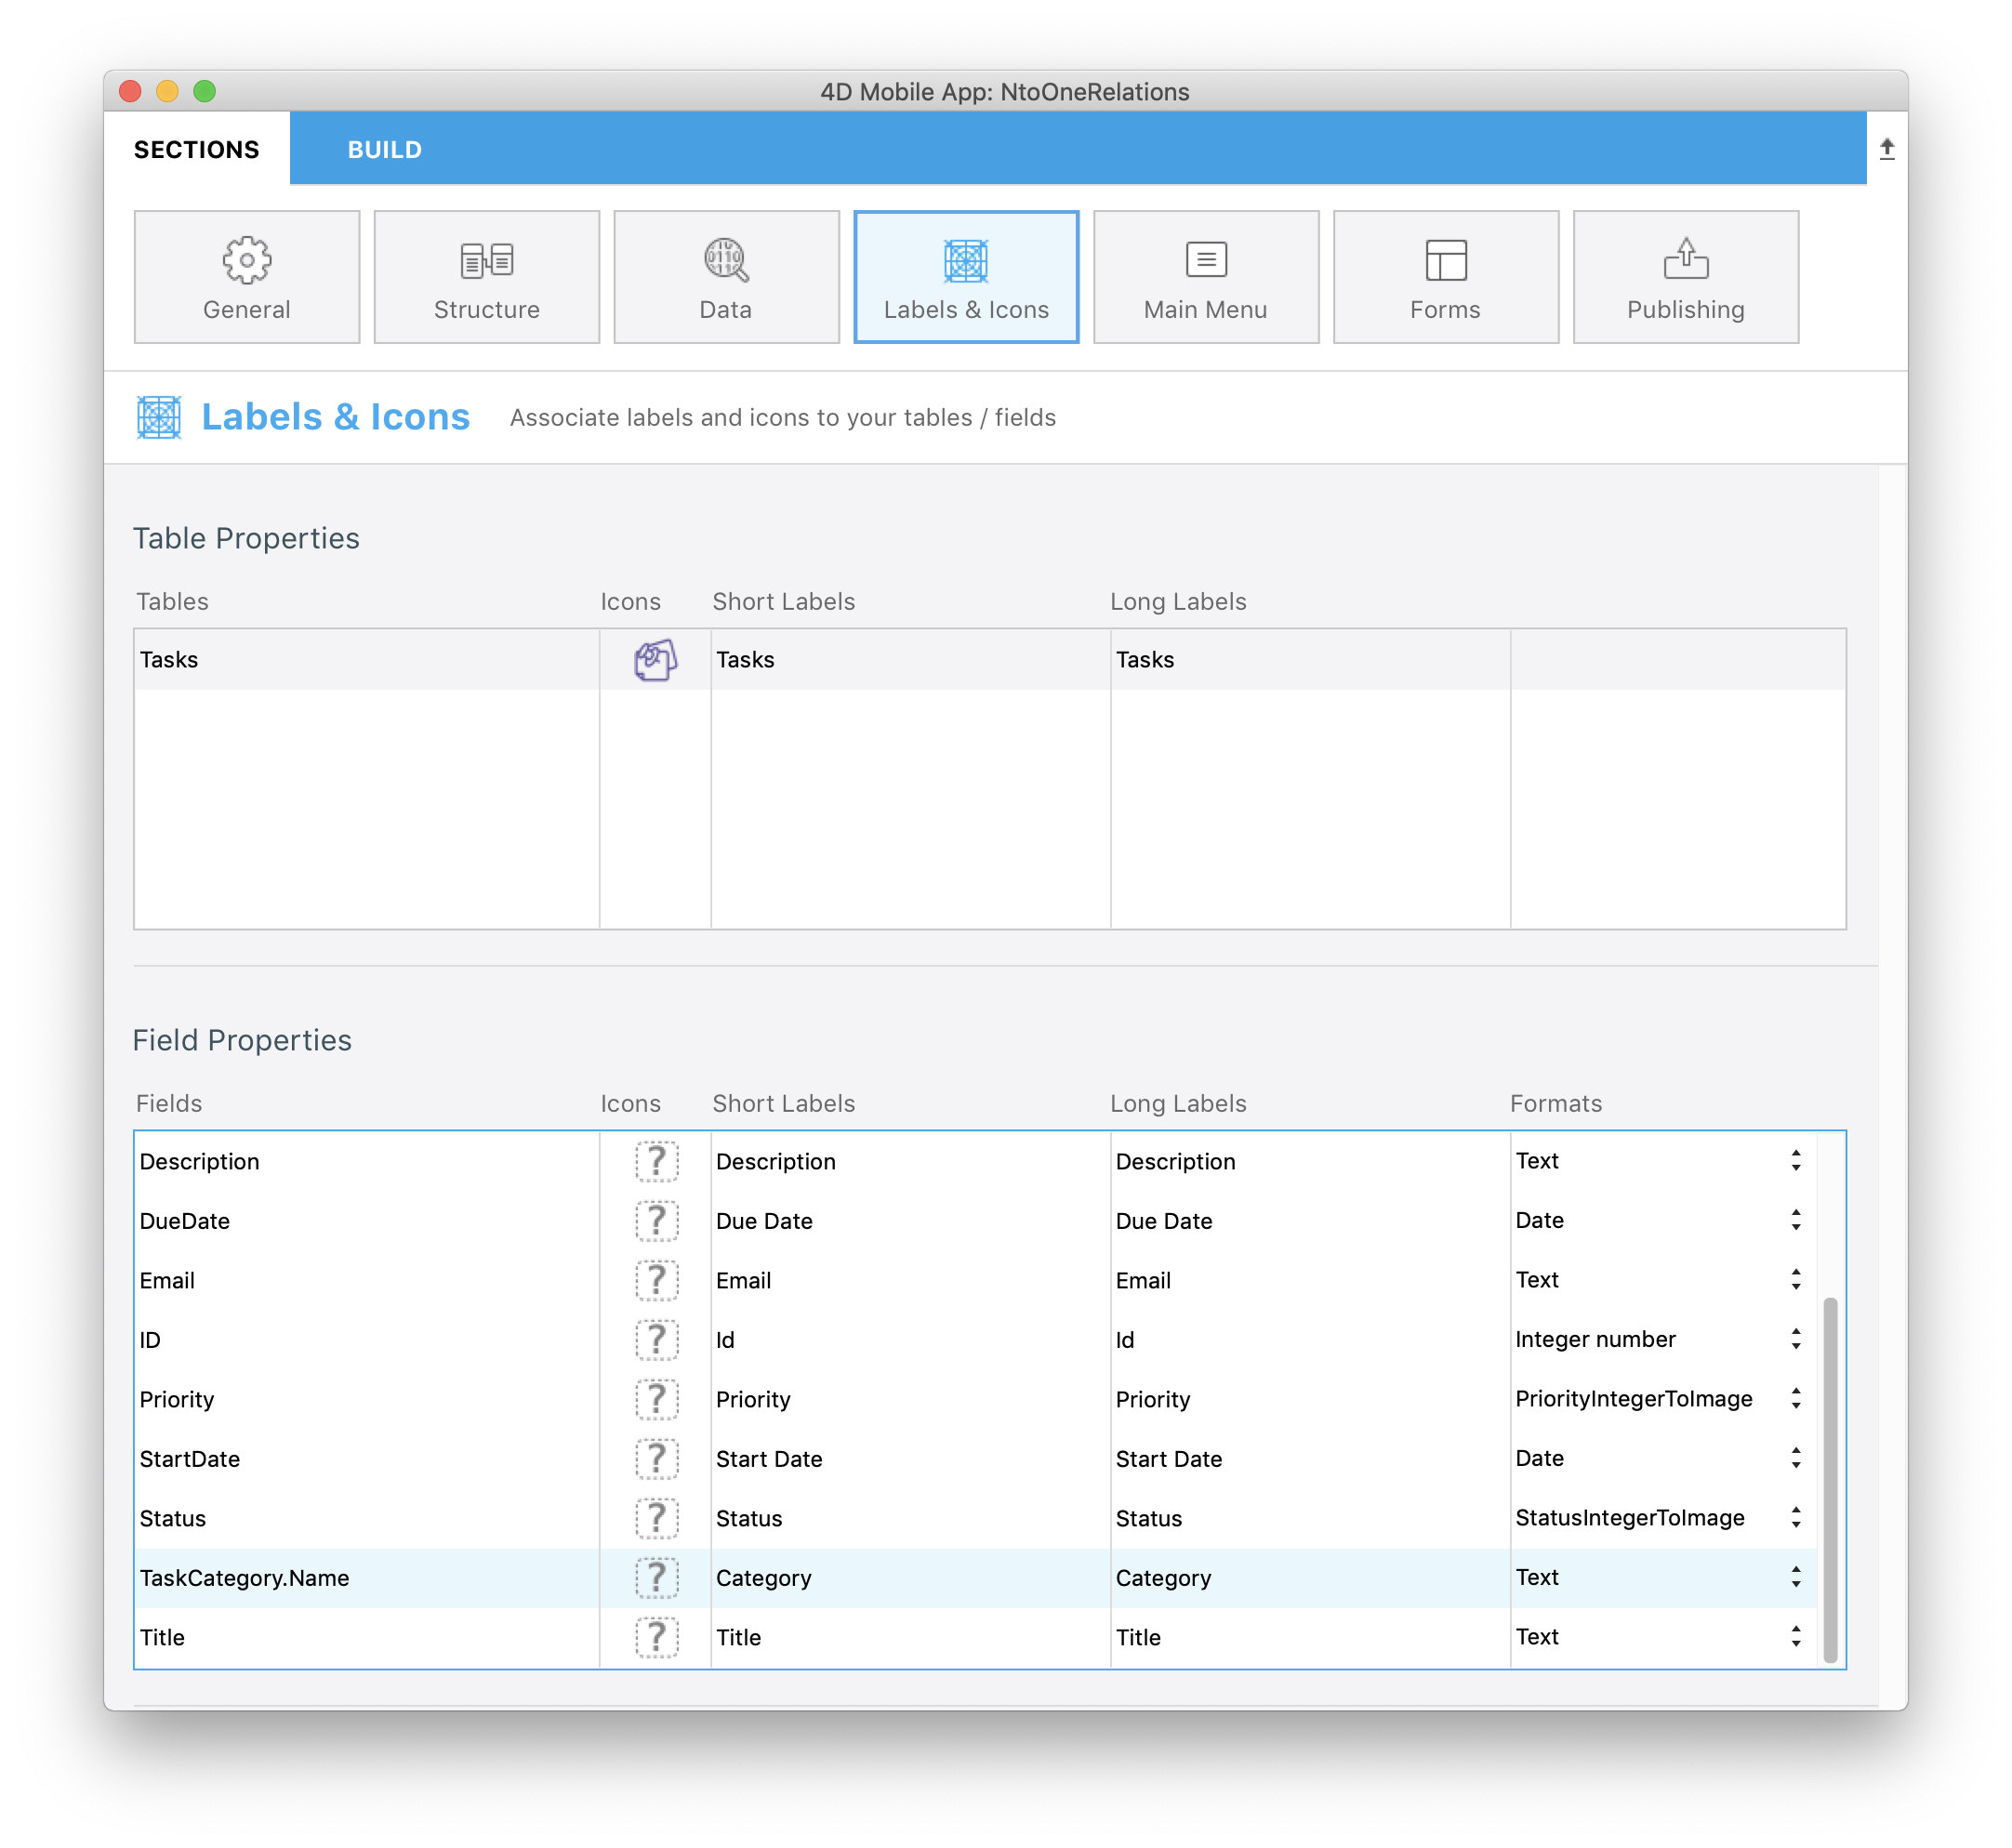 4D Mobile App: NtoOneRelations
SECTIONS BUILD
General Structure Data Labels & Icons Main Menu Forms Publishing
Labels & Icons Associate labels and icons to your tables / fields
Table Properties
Tables Icons Short Labels Long Labels
Tasks Tasks Tasks
Field Properties
Fields Icons Short Labels Long Labels Formats
Description ? Description Description Text
DueDate ? Due Date Due Date Date
Email ? Email Email Text
ID ? Id Id Integer number
Priority ? Priority Priority PriorityIntegerToImage
StartDate ? Start Date Start Date Date
Status ? Status Status StatusIntegerToImage
TaskCategory.Name ? Category Category Text
Title ? Title Title Text